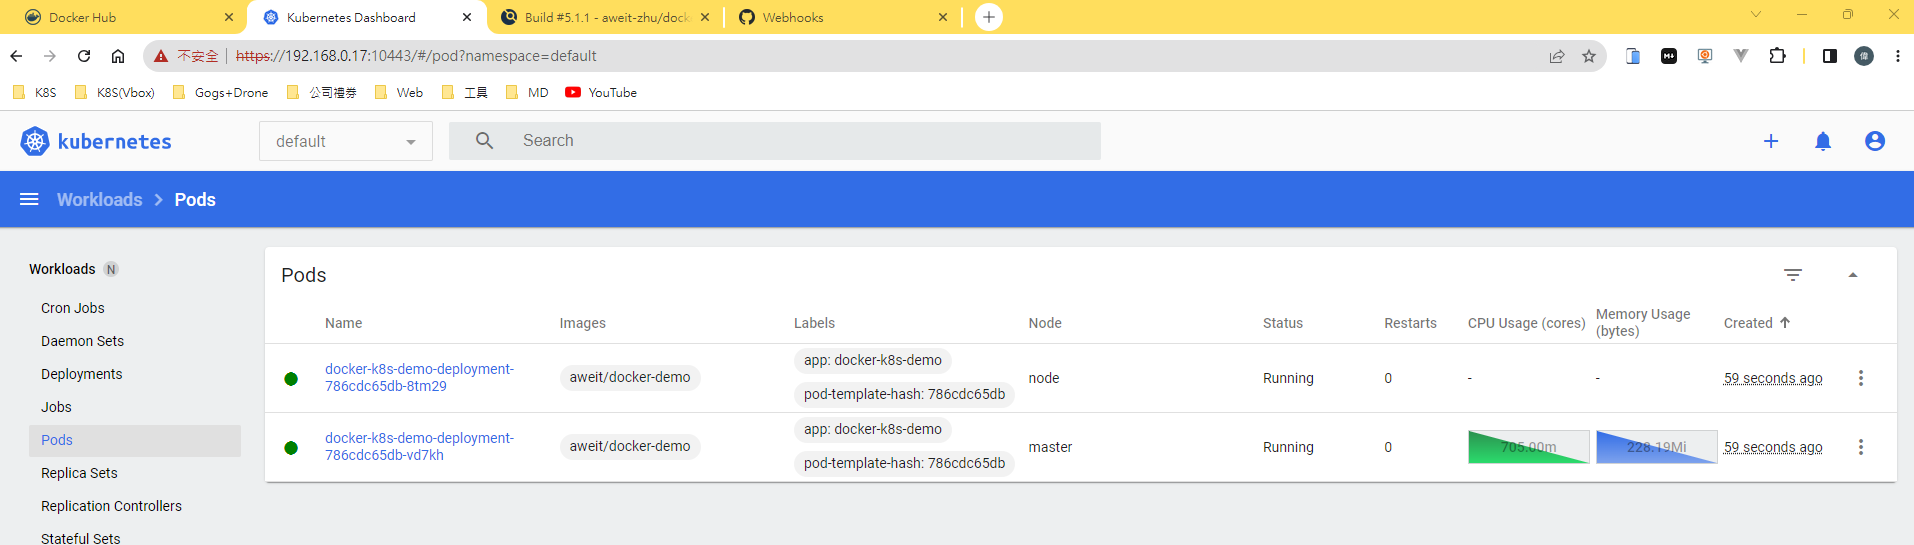 Docker Hub
Kubernetes Dashboard
Build #5.1.1 - aweit-zhu/dock
Webhooks
不安全 https://192.168.0.17:10443/#/pod?namespace=default
偉
K8S
K8S(Vbox)
Gogs+Drone
公司禮券
Web
工具
MD
YouTube
kubernetes
default
Search
Workloads > Pods
Workloads N
Cron Jobs
Daemon Sets
Deployments
Jobs
Pods
Replica Sets
Replication Controllers
Stateful Sets
Pods
Name Images Labels Node Status Restarts CPU Usage (cores) Memory Usage (bytes) Created
docker-k8s-demo-deployment-
786cdc65db-8tm29
aweit/docker-demo
app: docker-k8s-demo
pod-template-hash: 786cdc65db
node
Running
0
-
-
59 seconds ago
docker-k8s-demo-deployment-
786cdc65db-vd7kh
aweit/docker-demo
app: docker-k8s-demo
pod-template-hash: 786cdc65db
master
Running
0
705.00m
228.19Mi
59 seconds ago